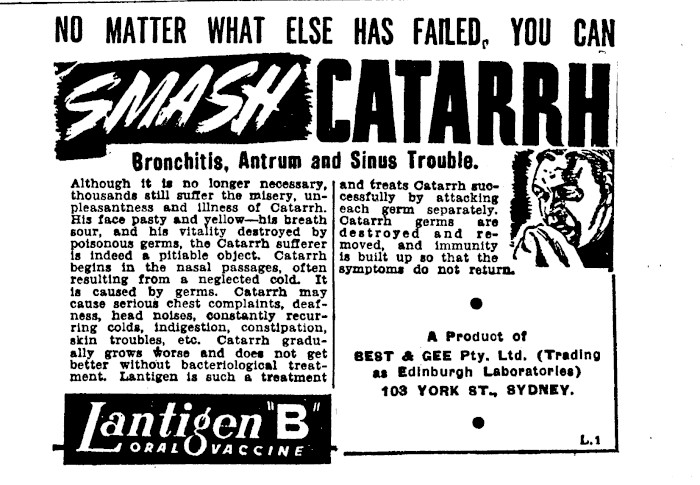 NO MATTER WHAT ELSE HAS FAILED, YOU CAN
SMASH CATARRH
Bronchitis, Antrum and Sinus Trouble.
Although it is no longer necessary,
thousands still suffer the misery, un-
pleasantness and illness of Catarrh.
His face pasty and yellow—his breath
sour, and his vitality destroyed by
poisonous germs, the Catarrh sufferer
is indeed a pitiable object. Catarrh
begins in the nasal passages, often
resulting from a neglected cold. It
is caused by germs. Catarrh may
cause serious chest complaints, deaf-
ness, head noises, constantly recur-
ring colds, indigestion, constipation,
skin troubles, etc. Catarrh gradu-
ally grows worse and does not get
better without bacteriological treat-
ment. Lantigen is such a treatment
and treats Catarrh suc-
cessfully by attacking
each germ separately.
Catarrh germs are
destroyed and re-
moved, and immunity
is built up so that the
symptoms do not return.
A Product of
BEST & GEE Pty. Ltd. (Trading
as Edinburgh Laboratories)
103 YORK ST., SYDNEY.
L.1
Lantigen "B"
ORAL VACCINE